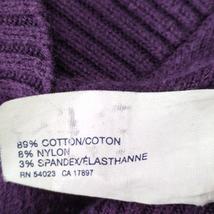 89% COTTON/COTON
8% NYLON
3% SPANDEX/ÉLASTHANNE
RN 54023 CA 17897